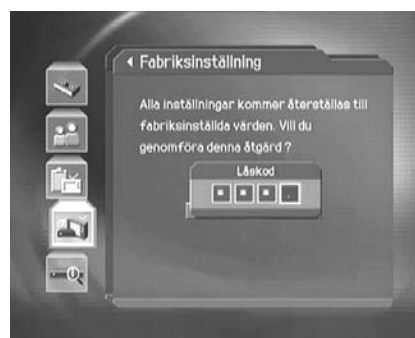 Fabriksinställning
Alla inställningar kommer återställas till
fabriksinställda värden. Vill du
genomföra denna åtgärd ?
Låskod